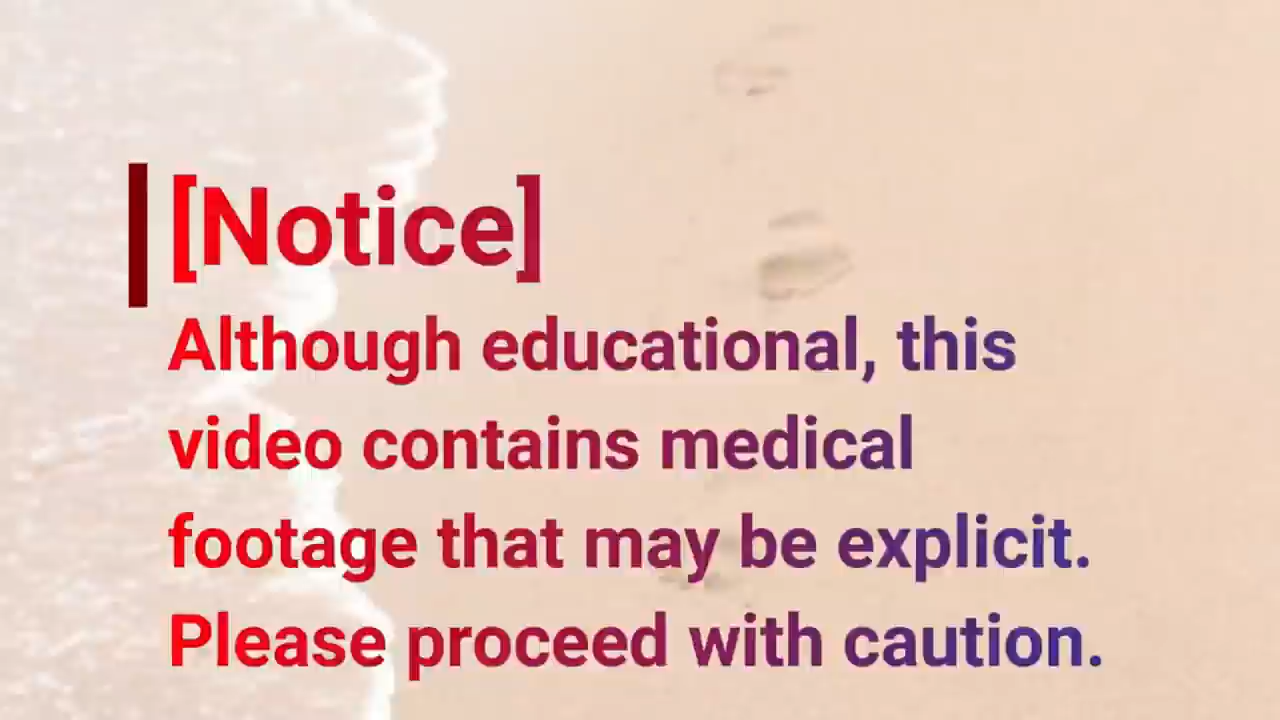 [Notice]
Although educational, this
video contains medical
footage that may be explicit.
Please proceed with caution.